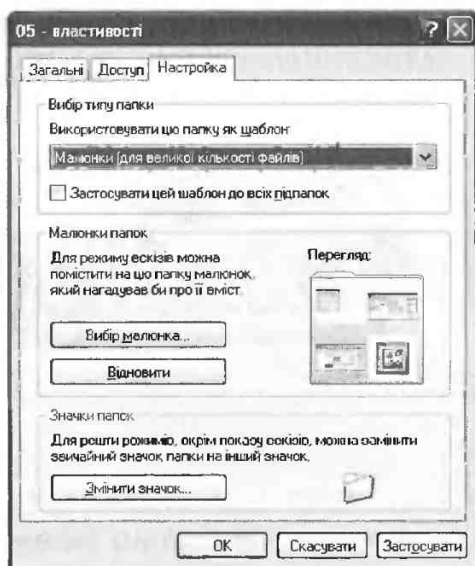 05 - властивості
Загальні Доступ Настройка
Вибір типу папки
Використовувати цю папку як шаблон:
Малюнки (для великої кількості файлів)
Застосувати цей шаблон до всіх підпапок
Малюнки папок
Для режиму ескізів можна
помістити на цю папку малюнок,
який нагадував би про її вміст.
Перегляд:
Вибір малюнка...
Відновити
Значки папок
Для решти режимів, окрім показу ескізів, можна замінити
звичайний значок папки на інший значок.
Змінити значок...
ОК Скасувати Застосувати